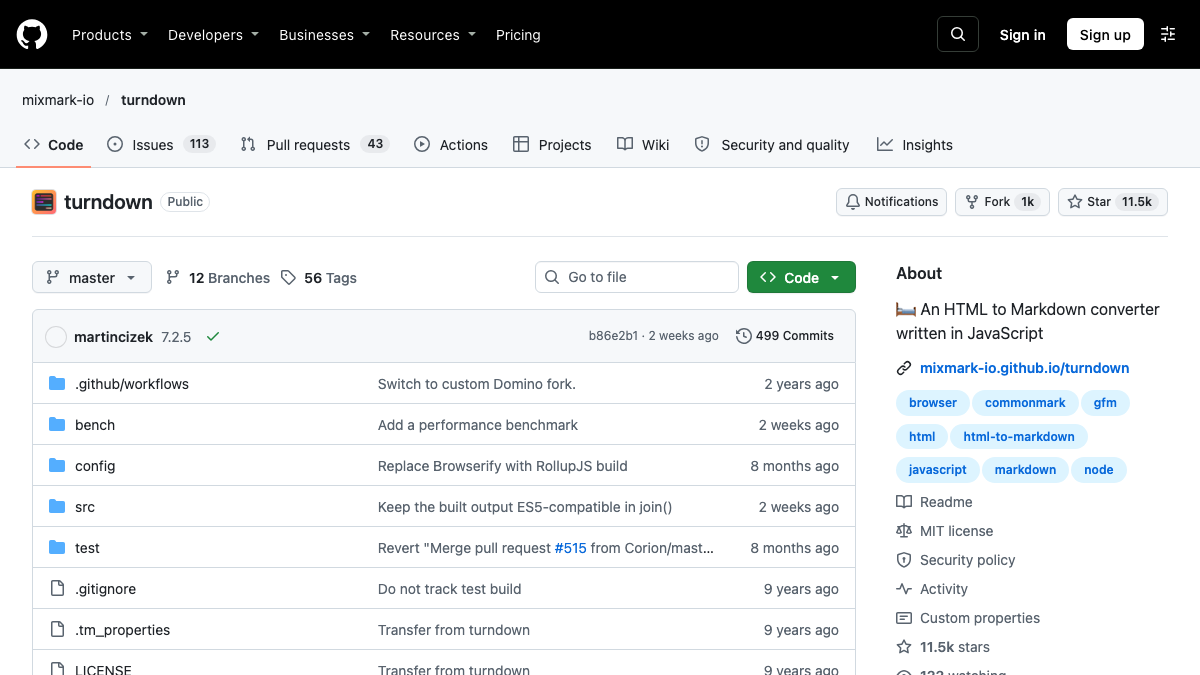 Products Developers Businesses Resources Pricing Sign in Sign up
mixmark-io / turndown
Code Issues 113 Pull requests 43 Actions Projects Wiki Security and quality Insights
turndown Public Notifications Fork 1k Star 11.5k
master 12 Branches 56 Tags Go to file Code
martincizek 7.2.5 b86e2b1 · 2 weeks ago 499 Commits
.github/workflows Switch to custom Domino fork. 2 years ago
bench Add a performance benchmark 2 weeks ago
config Replace Browserify with RollupJS build 8 months ago
src Keep the built output ES5-compatible in join() 2 weeks ago
test Revert "Merge pull request #515 from Corion/mast… 8 months ago
.gitignore Do not track test build 9 years ago
.tm_properties Transfer from turndown 9 years ago
LICENSE Transfer from turndown 9 years ago
About
An HTML to Markdown converter
written in JavaScript
mixmark-io.github.io/turndown
browser commonmark gfm
html html-to-markdown
javascript markdown node
Readme
MIT license
Security policy
Activity
Custom properties
11.5k stars